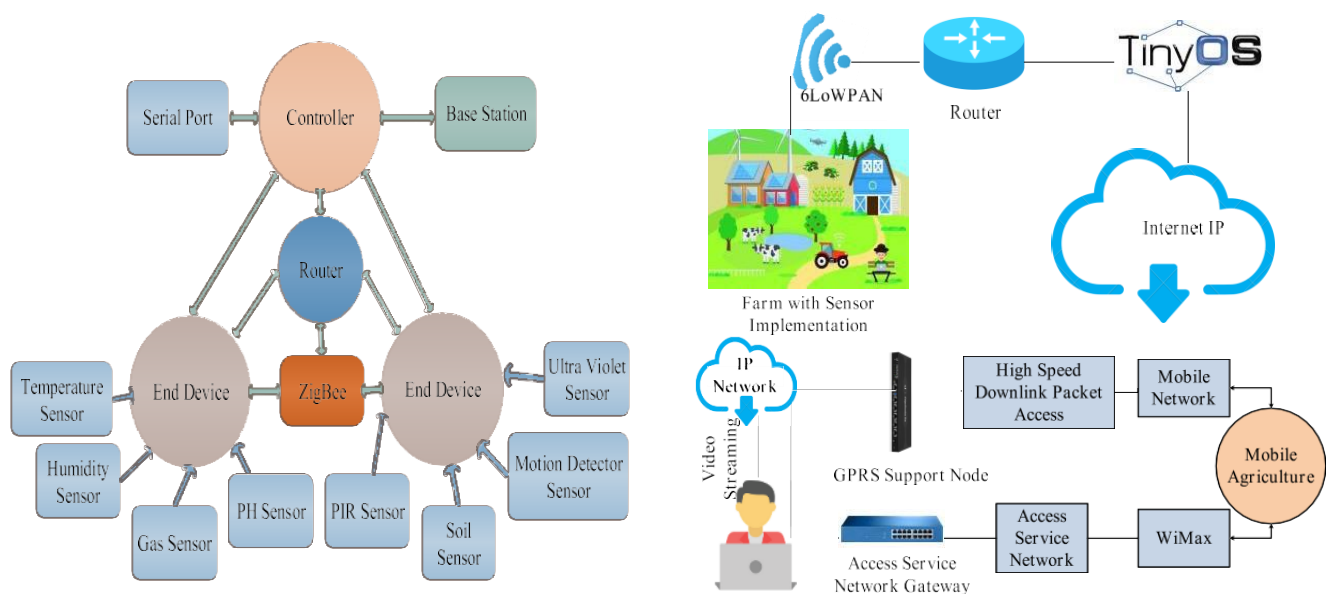 Serial Port
Controller
Base Station
Router
End Device
ZigBee
End Device
Temperature
Sensor
Humidity
Sensor
Gas Sensor
PH Sensor
PIR Sensor
Soil
Sensor
Motion Detector
Sensor
Ultra Violet
Sensor
6LoWPAN
Router
TinyOS
Internet IP
Farm with Sensor
Implementation
IP
Network
Video
Streaming
GPRS Support Node
High Speed
Downlink Packet
Access
Mobile
Network
Mobile
Agriculture
Access Service
Network Gateway
Access
Service
Network
WiMax